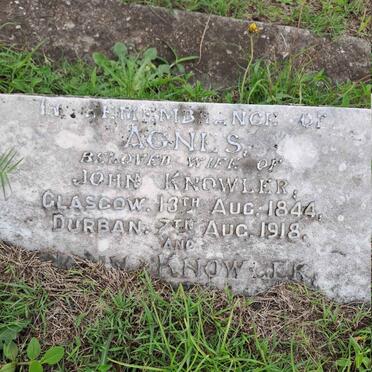 IN REMEMBRANCE OF
AGNES,
BELOVED WIFE OF
JOHN KNOWLER,
GLASGOW, 13TH AUG. 1844,
DURBAN, 7TH AUG. 1918.
AND
KNOWLER